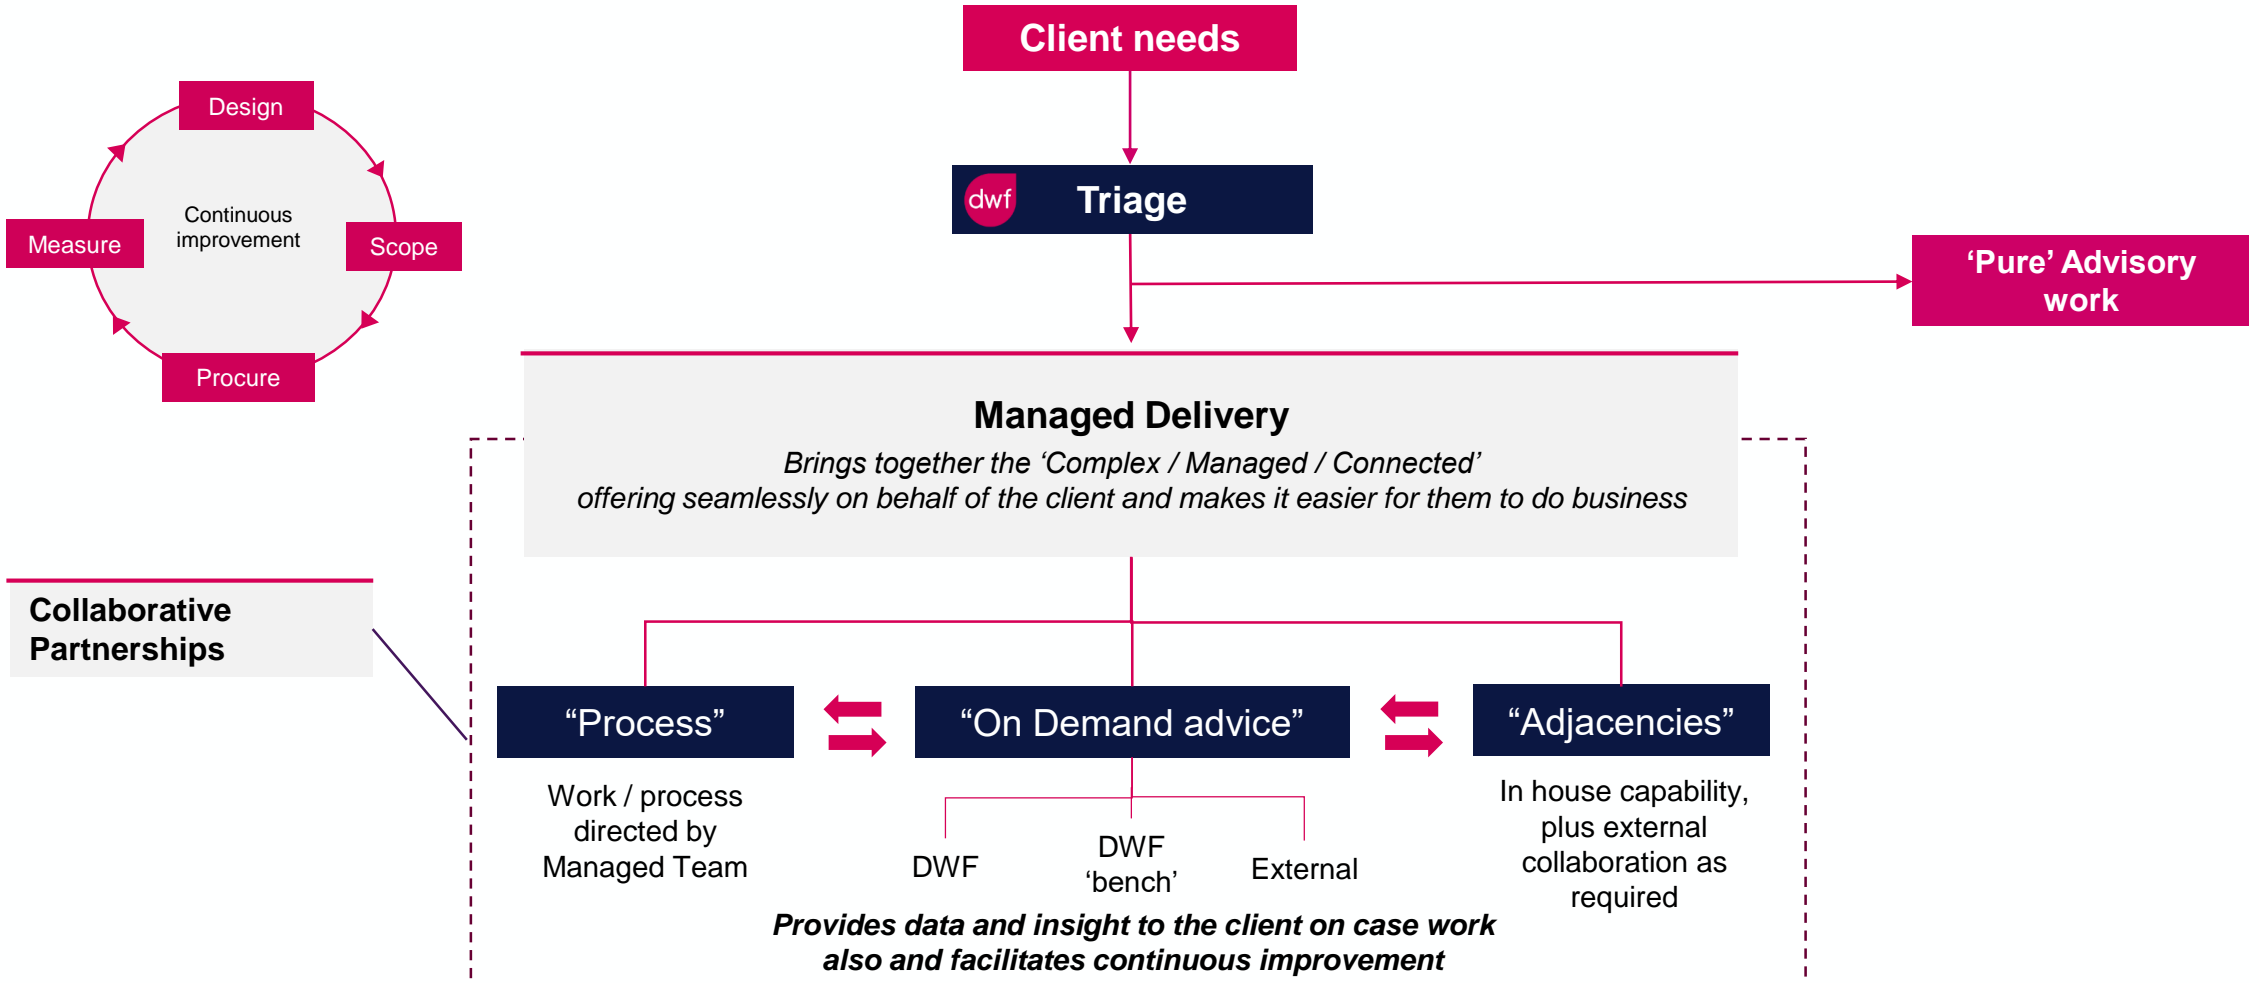 Client needs
Design
Continuous
improvement
Measure
Scope
Procure
dwf
Triage
‘Pure’ Advisory
work
Managed Delivery
Brings together the ‘Complex / Managed / Connected’
offering seamlessly on behalf of the client and makes it easier for them to do business
Collaborative
Partnerships
“Process”
“On Demand advice”
“Adjacencies”
Work / process
directed by
Managed Team
DWF
DWF
‘bench’
External
In house capability,
plus external
collaboration as
required
Provides data and insight to the client on case work
also and facilitates continuous improvement